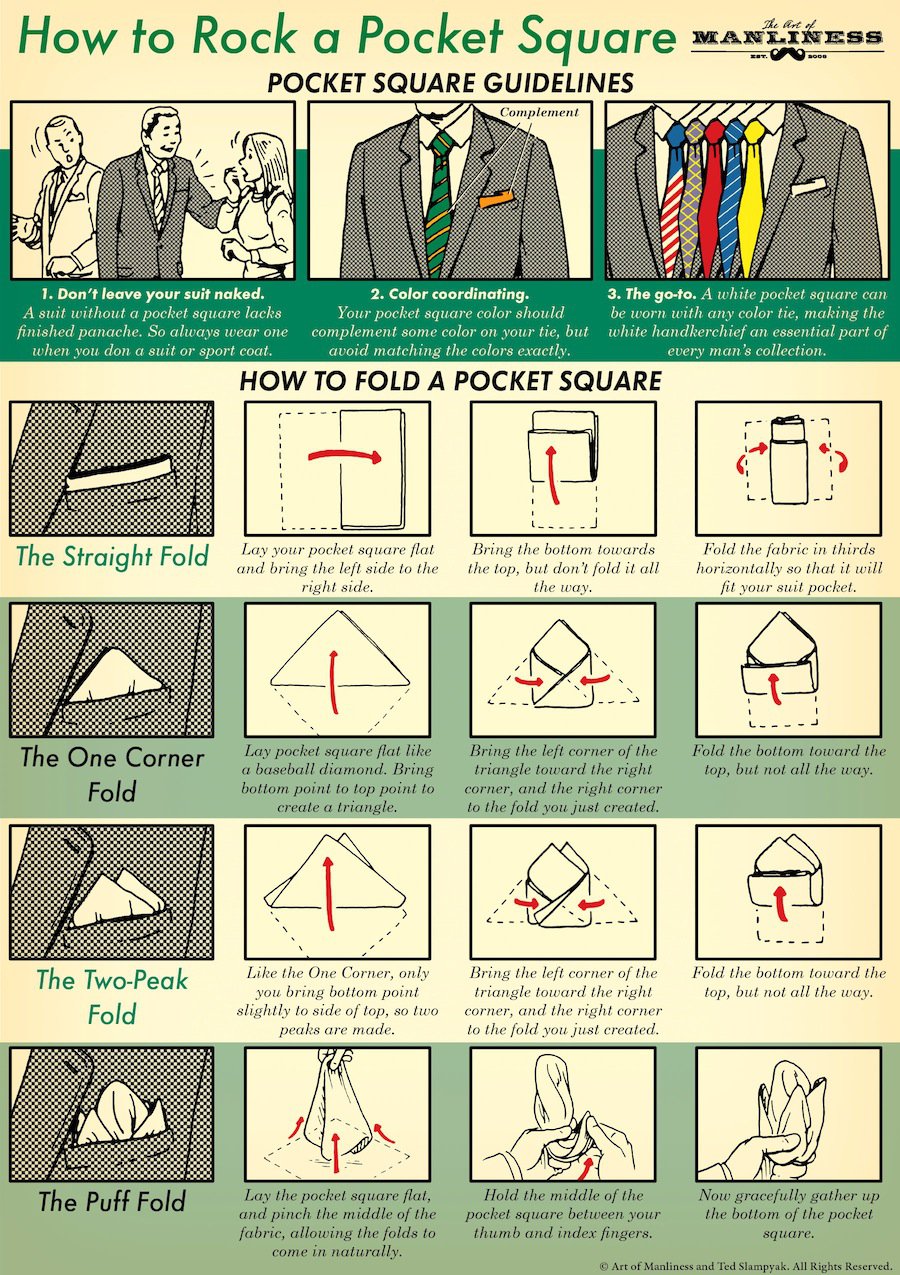 How to Rock a Pocket Square
The Art of
MANLINESS
EST. 2008
POCKET SQUARE GUIDELINES
Complement
1. Don't leave your suit naked.
A suit without a pocket square lacks
finished panache. So always wear one
when you don a suit or sport coat.
2. Color coordinating.
Your pocket square color should
complement some color on your tie, but
avoid matching the colors exactly.
3. The go-to. A white pocket square can
be worn with any color tie, making the
white handkerchief an essential part of
every man's collection.
HOW TO FOLD A POCKET SQUARE
The Straight Fold
Lay your pocket square flat
and bring the left side to the
right side.
Bring the bottom towards
the top, but don't fold it all
the way.
Fold the fabric in thirds
horizontally so that it will
fit your suit pocket.
The One Corner
Fold
Lay pocket square flat like
a baseball diamond. Bring
bottom point to top point to
create a triangle.
Bring the left corner of the
triangle toward the right
corner, and the right corner
to the fold you just created.
Fold the bottom toward the
top, but not all the way.
The Two-Peak
Fold
Like the One Corner, only
you bring bottom point
slightly to side of top, so two
peaks are made.
Bring the left corner of the
triangle toward the right
corner, and the right corner
to the fold you just created.
Fold the bottom toward the
top, but not all the way.
The Puff Fold
Lay the pocket square flat,
and pinch the middle of the
fabric, allowing the folds to
come in naturally.
Hold the middle of the
pocket square between your
thumb and index fingers.
Now gracefully gather up
the bottom of the pocket
square.
© Art of Manliness and Ted Slampyak. All Rights Reserved.